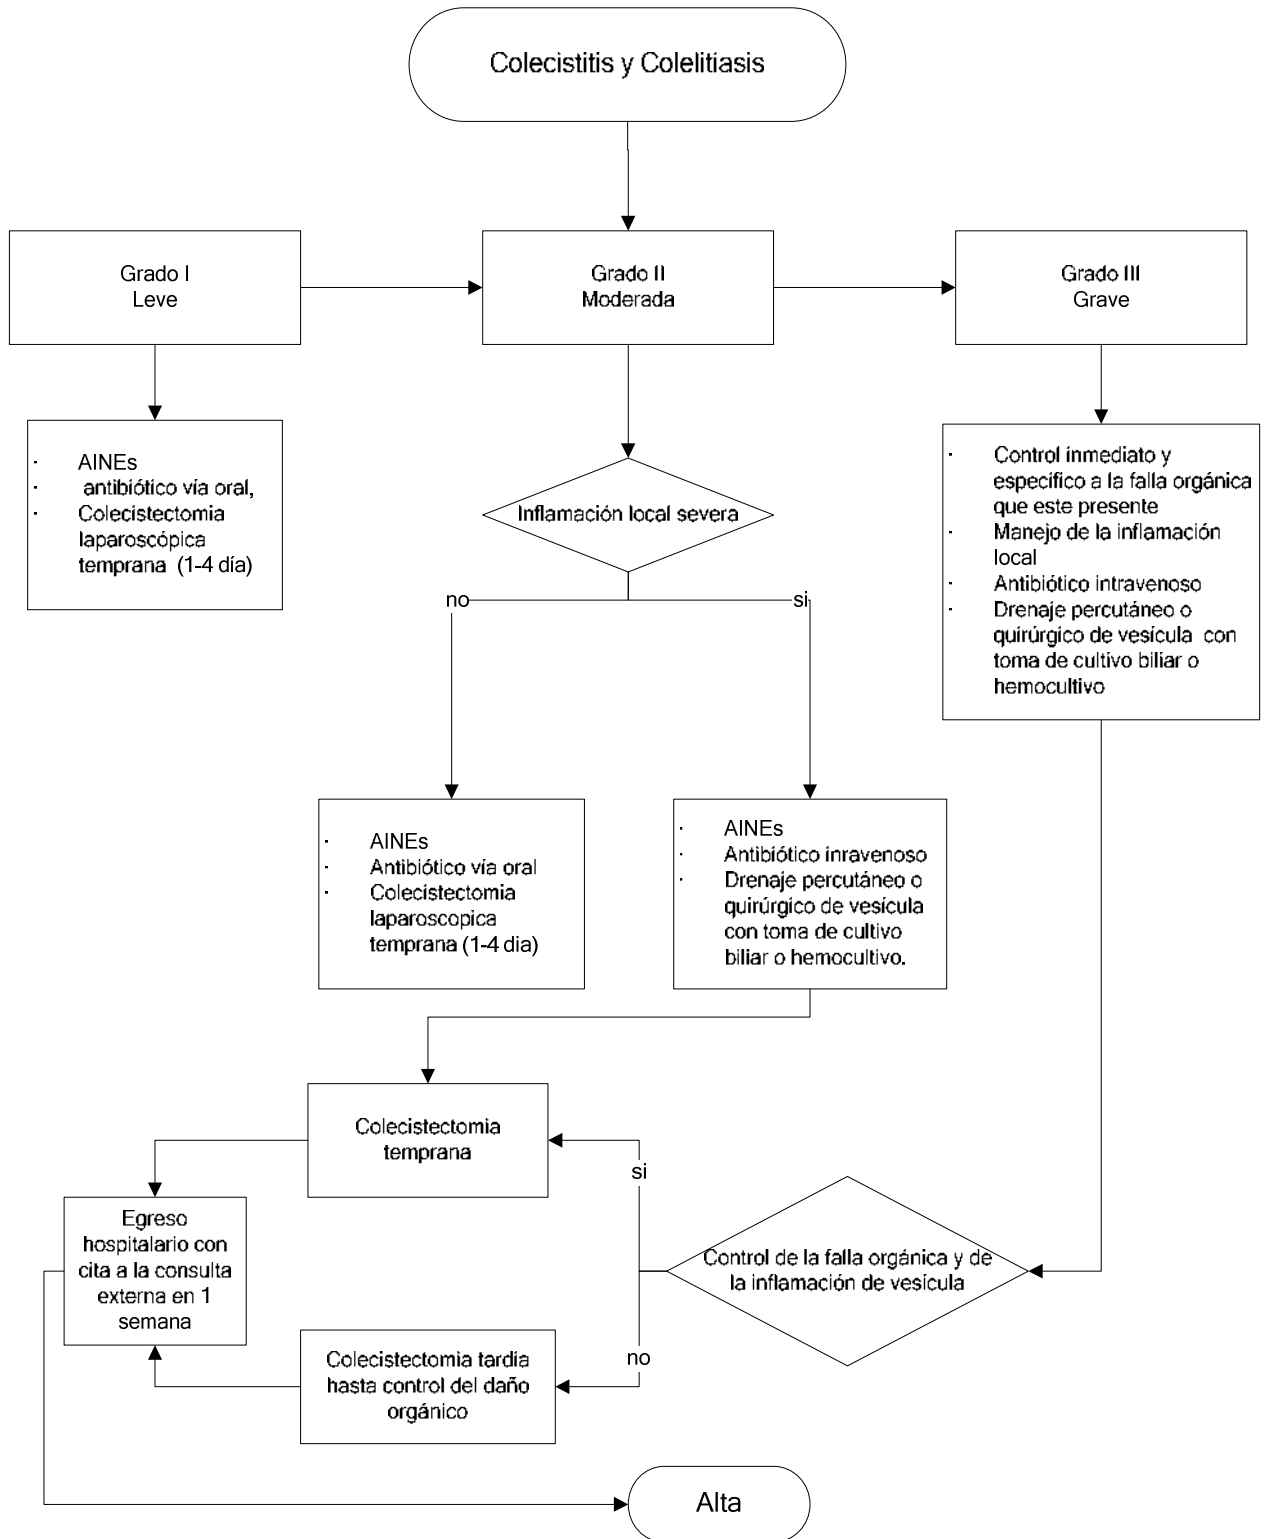 Colecistitis y Colelitiasis
Grado I
Leve
Grado II
Moderada
Grado III
Grave
· AINEs
· antibiótico vía oral,
· Colecistectomia
laparoscópica
temprana (1-4 día)
Inflamación local severa
no
si
· Control inmediato y
específico a la falla orgánica
que este presente
· Manejo de la inflamación
local
· Antibiótico intravenoso
· Drenaje percutáneo o
quirúrgico de vesícula con
toma de cultivo biliar o
hemocultivo
· AINEs
· Antibiótico vía oral
· Colecistectomia
laparoscopica
temprana (1-4 dia)
· AINEs
· Antibiótico inravenoso
· Drenaje percutáneo o
quirúrgico de vesícula
con toma de cultivo
biliar o hemocultivo.
Colecistectomia
temprana
si
Egreso
hospitalario con
cita a la consulta
externa en 1
semana
Control de la falla orgánica y de
la inflamación de vesícula
no
Colecistectomia tardía
hasta control del daño
orgánico
Alta